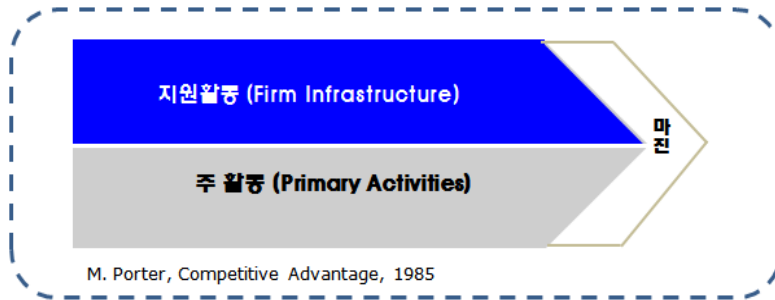 지원활동 (Firm Infrastructure)
마
진
주 활동 (Primary Activities)
M. Porter, Competitive Advantage, 1985